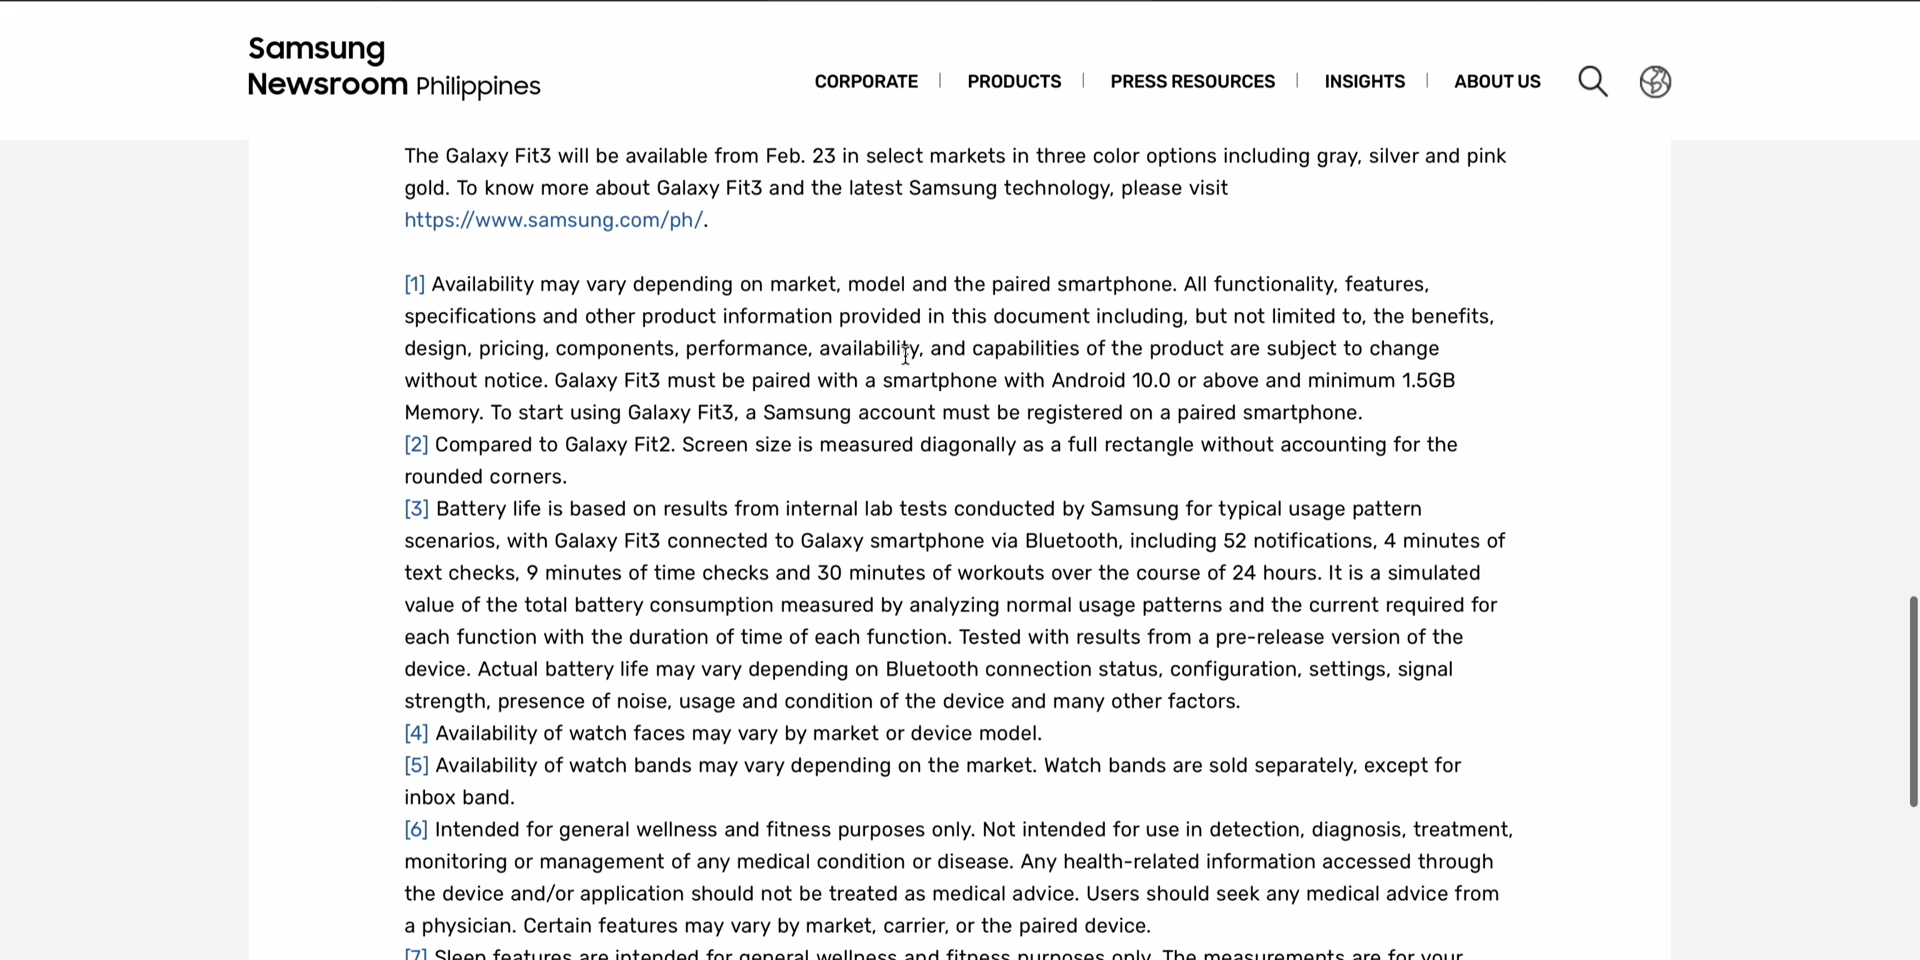 Samsung
Newsroom Philippines
CORPORATE | PRODUCTS | PRESS RESOURCES | INSIGHTS | ABOUT US
The Galaxy Fit3 will be available from Feb. 23 in select markets in three color options including gray, silver and pink
gold. To know more about Galaxy Fit3 and the latest Samsung technology, please visit
https://www.samsung.com/ph/.
[1] Availability may vary depending on market, model and the paired smartphone. All functionality, features,
specifications and other product information provided in this document including, but not limited to, the benefits,
design, pricing, components, performance, availability, and capabilities of the product are subject to change
without notice. Galaxy Fit3 must be paired with a smartphone with Android 10.0 or above and minimum 1.5GB
Memory. To start using Galaxy Fit3, a Samsung account must be registered on a paired smartphone.
[2] Compared to Galaxy Fit2. Screen size is measured diagonally as a full rectangle without accounting for the
rounded corners.
[3] Battery life is based on results from internal lab tests conducted by Samsung for typical usage pattern
scenarios, with Galaxy Fit3 connected to Galaxy smartphone via Bluetooth, including 52 notifications, 4 minutes of
text checks, 9 minutes of time checks and 30 minutes of workouts over the course of 24 hours. It is a simulated
value of the total battery consumption measured by analyzing normal usage patterns and the current required for
each function with the duration of time of each function. Tested with results from a pre-release version of the
device. Actual battery life may vary depending on Bluetooth connection status, configuration, settings, signal
strength, presence of noise, usage and condition of the device and many other factors.
[4] Availability of watch faces may vary by market or device model.
[5] Availability of watch bands may vary depending on the market. Watch bands are sold separately, except for
inbox band.
[6] Intended for general wellness and fitness purposes only. Not intended for use in detection, diagnosis, treatment,
monitoring or management of any medical condition or disease. Any health-related information accessed through
the device and/or application should not be treated as medical advice. Users should seek any medical advice from
a physician. Certain features may vary by market, carrier, or the paired device.
[7] Sleep features are intended for general wellness and fitness purposes only. The measurements are for your